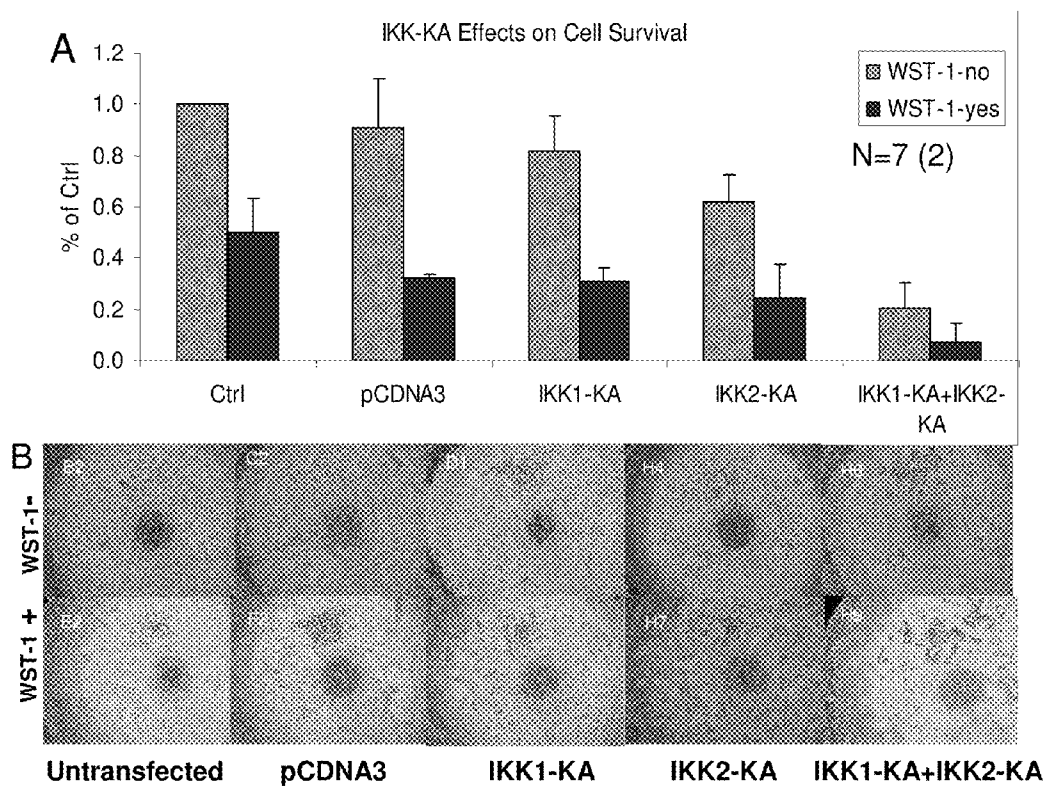 A
IKK-KA Effects on Cell Survival
1.2
1.0
0.8
0.6
0.4
0.2
0.0
% of Ctrl
WST-1-no
WST-1-yes
N=7 (2)
Ctrl
pCDNA3
IKK1-KA
IKK2-KA
IKK1-KA+IKK2-
KA
B
WST-1-
WST-1 +
H7
Untransfected
pCDNA3
IKK1-KA
IKK2-KA
IKK1-KA+IKK2-KA